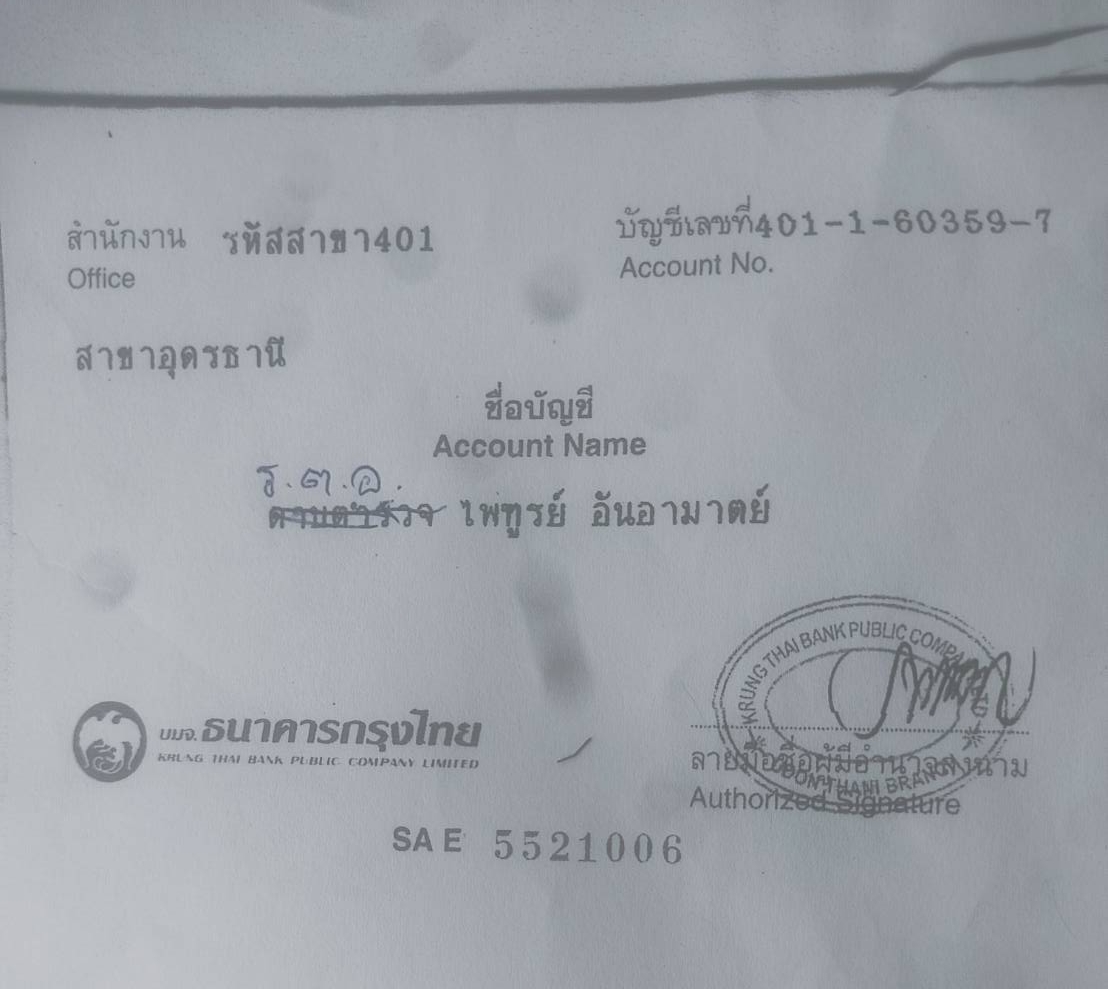 สำนักงาน รหัสสาขา401
Office
บัญชีเลขที่401-1-60359-7
Account No.
สาขาอุดรธานี
ชื่อบัญชี
Account Name
ร.ต.อ.
ดาบตำรวจ ไพฑูรย์ อันอามาตย์
KRUNG THAI BANK PUBLIC COMPANY
บมจ.ธนาคารกรุงไทย
KRUNG THAI BANK PUBLIC COMPANY LIMITED
ลายมือชื่อผู้มีอำนาจลงนาม
Authorized Signature
SA E 5521006